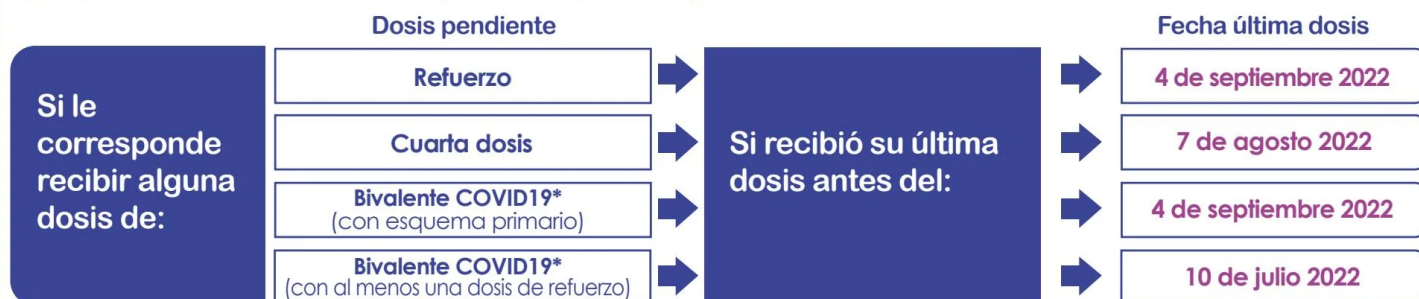 Dosis pendiente
Fecha última dosis
Si le
corresponde
recibir alguna
dosis de:
Refuerzo
Cuarta dosis
Bivalente COVID19*
(con esquema primario)
Bivalente COVID19*
(con al menos una dosis de refuerzo)
Si recibió su última
dosis antes del:
4 de septiembre 2022
7 de agosto 2022
4 de septiembre 2022
10 de julio 2022